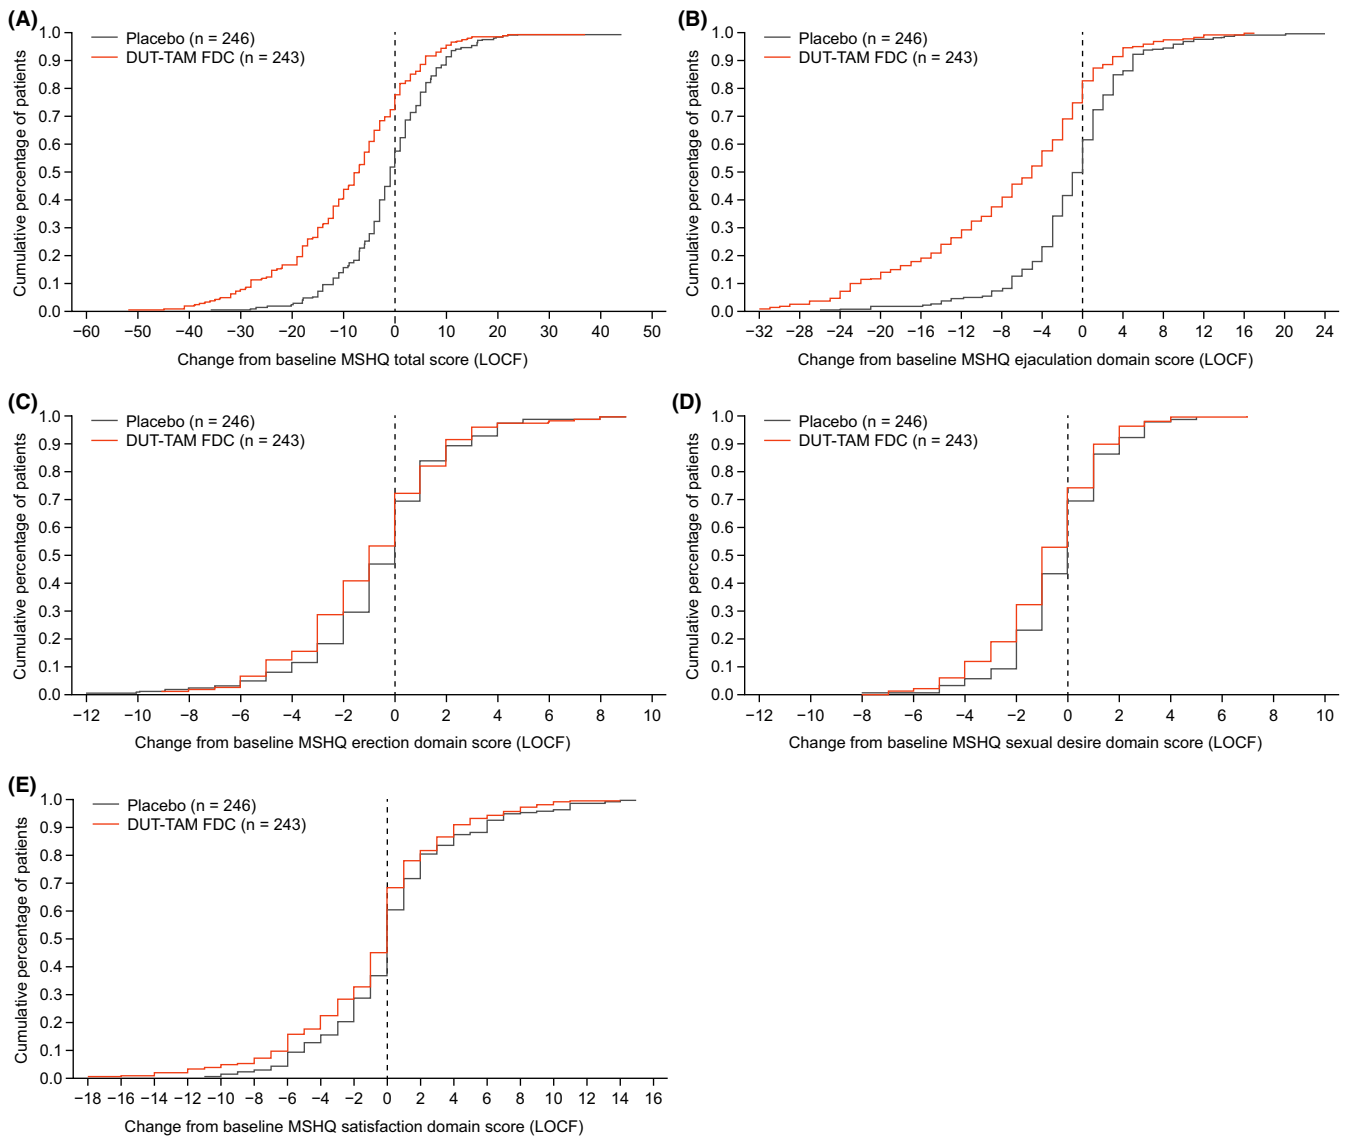 (A)
Placebo (n = 246)
DUT-TAM FDC (n = 243)
Cumulative percentage of patients
1.0
0.9
0.8
0.7
0.6
0.5
0.4
0.3
0.2
0.1
0.0
−60 −50 −40 −30 −20 −10 0 10 20 30 40 50
Change from baseline MSHQ total score (LOCF)
(B)
Placebo (n = 246)
DUT-TAM FDC (n = 243)
Cumulative percentage of patients
1.0
0.9
0.8
0.7
0.6
0.5
0.4
0.3
0.2
0.1
0.0
−32 −28 −24 −20 −16 −12 −8 −4 0 4 8 12 16 20 24
Change from baseline MSHQ ejaculation domain score (LOCF)
(C)
Placebo (n = 246)
DUT-TAM FDC (n = 243)
Cumulative percentage of patients
1.0
0.9
0.8
0.7
0.6
0.5
0.4
0.3
0.2
0.1
0.0
−12 −10 −8 −6 −4 −2 0 2 4 6 8 10
Change from baseline MSHQ erection domain score (LOCF)
(D)
Placebo (n = 246)
DUT-TAM FDC (n = 243)
Cumulative percentage of patients
1.0
0.9
0.8
0.7
0.6
0.5
0.4
0.3
0.2
0.1
0.0
−12 −10 −8 −6 −4 −2 0 2 4 6 8 10
Change from baseline MSHQ sexual desire domain score (LOCF)
(E)
Placebo (n = 246)
DUT-TAM FDC (n = 243)
Cumulative percentage of patients
1.0
0.9
0.8
0.7
0.6
0.5
0.4
0.3
0.2
0.1
0.0
−18 −16 −14 −12 −10 −8 −6 −4 −2 0 2 4 6 8 10 12 14 16
Change from baseline MSHQ satisfaction domain score (LOCF)